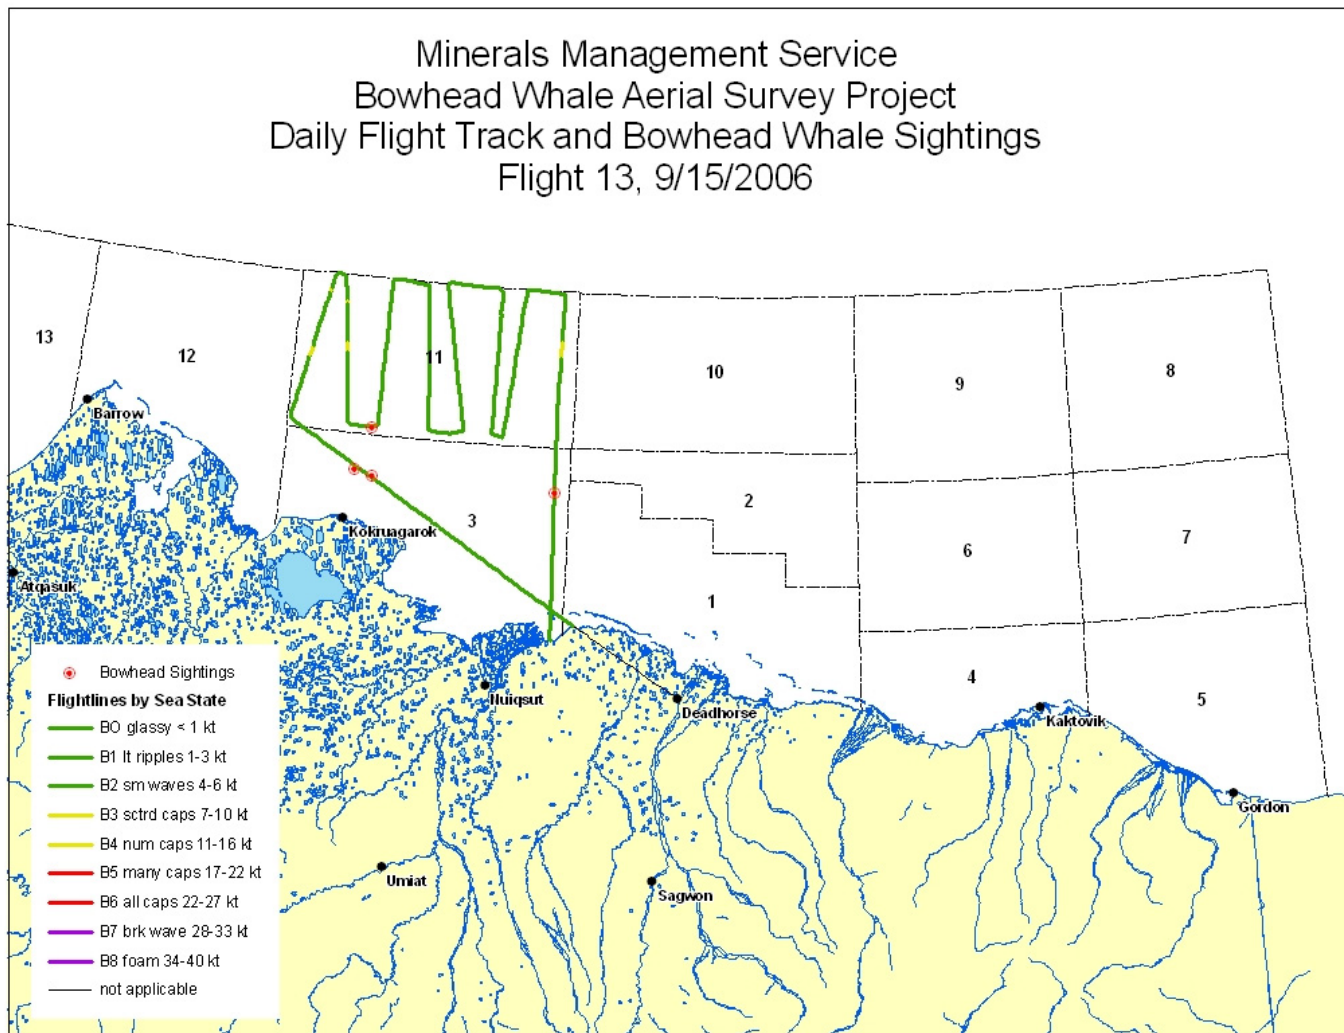 Minerals Management Service
Bowhead Whale Aerial Survey Project
Daily Flight Track and Bowhead Whale Sightings
Flight 13, 9/15/2006
13
12
11
10
9
8
Barrow
3
2
Kokruagarok
6
7
Atqasuk
1
4
5
Nuiqsut
Deadhorse
Kaktovik
Gordon
Umiat
Sagwon
Bowhead Sightings
Flightlines by Sea State
B0 glassy < 1 kt
B1 lt ripples 1-3 kt
B2 sm waves 4-6 kt
B3 sctrd caps 7-10 kt
B4 num caps 11-16 kt
B5 many caps 17-22 kt
B6 all caps 22-27 kt
B7 brk wave 28-33 kt
B8 foam 34-40 kt
not applicable